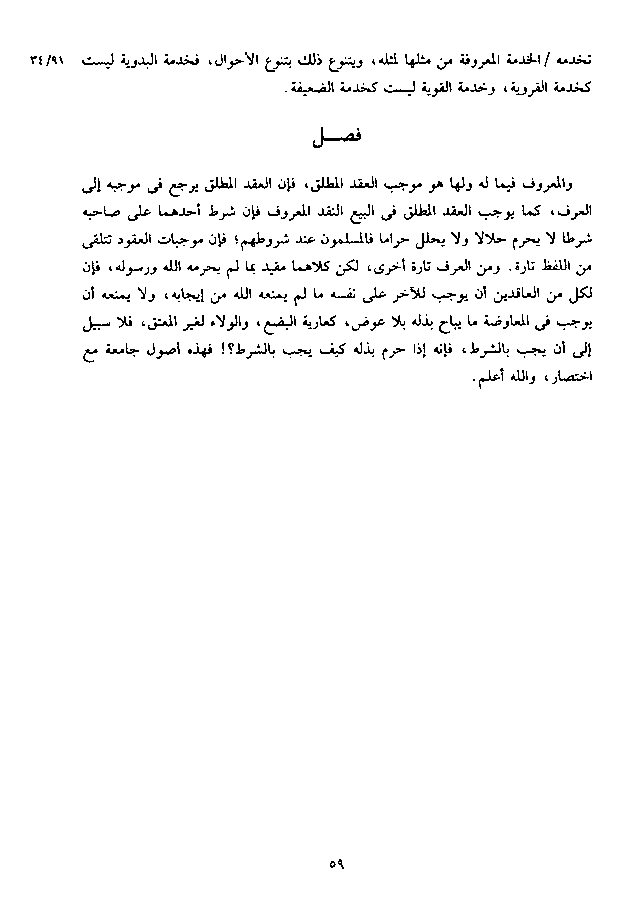 تخدمه / الخدمة المعروفة من مثلها لمثله، ويتنوع ذلك بتنوع الأحوال، فخدمة البدوية ليست ٣٤/٩١
كخدمة القروية، وخدمة القوية ليست كخدمة الضعيفة.
فصــل
والمعروف فيما له ولها هو موجب العقد المطلق، فإن العقد المطلق يرجع في موجبه إلى
العرف، كما يوجب العقد المطلق في البيع النقد المعروف فإن شرط أحدهما على صاحبه
شرطا لا يحرم حلالا ولا يحلل حراما فالمسلمون عند شروطهم؛ فإن موجبات العقود تتلقى
من اللفظ تارة. ومن العرف تارة أخرى، لكن كلاهما مقيد بما لم يحرمه الله ورسوله، فإن
لكل من العاقدين أن يوجب للآخر على نفسه ما لم يمنعه الله من إيجابه، ولا يمنعه أن
يوجب في المعاوضة ما يباح بذله بلا عوض، كعارية البضع، والولاء لغير المعتق، فلا سبيل
إلى أن يجب بالشرط، فإنه إذا حرم بذله كيف يجب بالشرط؟! فهذه أصول جامعة مع
اختصار، والله أعلم.
٥٩